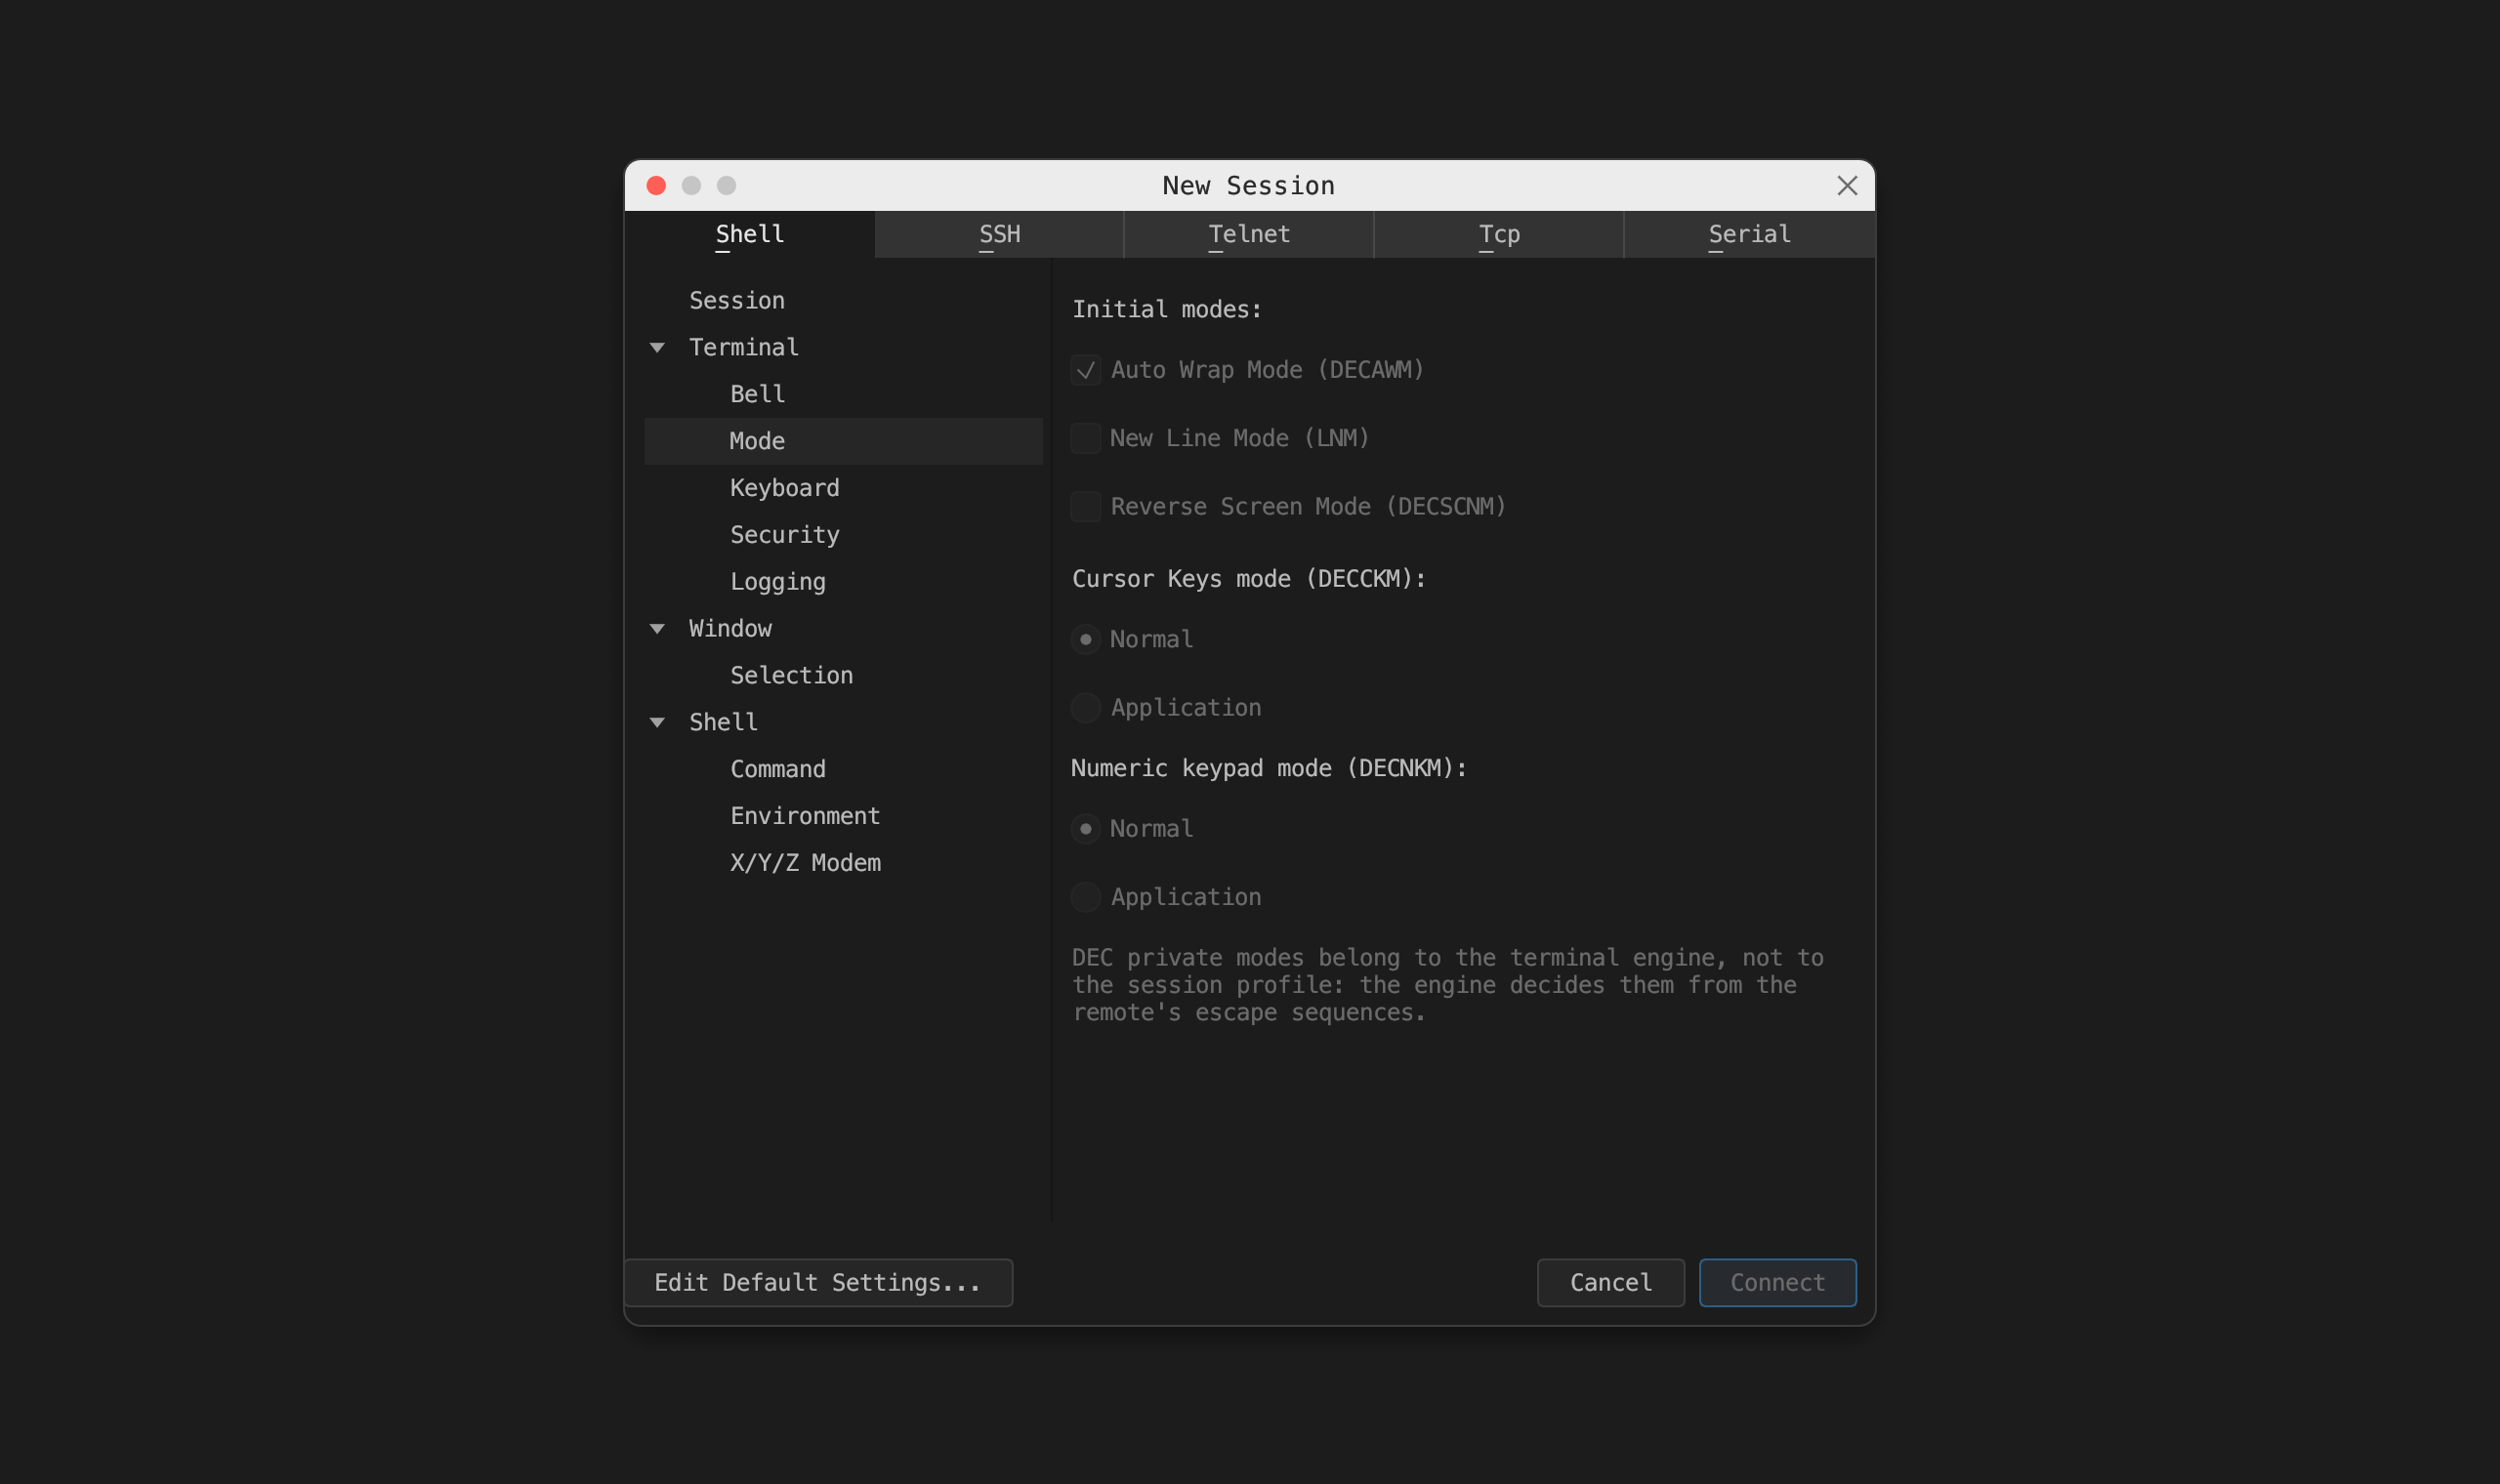 New Session
Shell
SSH
Telnet
Tcp
Serial
Session
Terminal
Bell
Mode
Keyboard
Security
Logging
Window
Selection
Shell
Command
Environment
X/Y/Z Modem
Initial modes:
Auto Wrap Mode (DECAWM)
New Line Mode (LNM)
Reverse Screen Mode (DECSCNM)
Cursor Keys mode (DECCKM):
Normal
Application
Numeric keypad mode (DECNKM):
Normal
Application
DEC private modes belong to the terminal engine, not to
the session profile: the engine decides them from the
remote's escape sequences.
Edit Default Settings...
Cancel
Connect